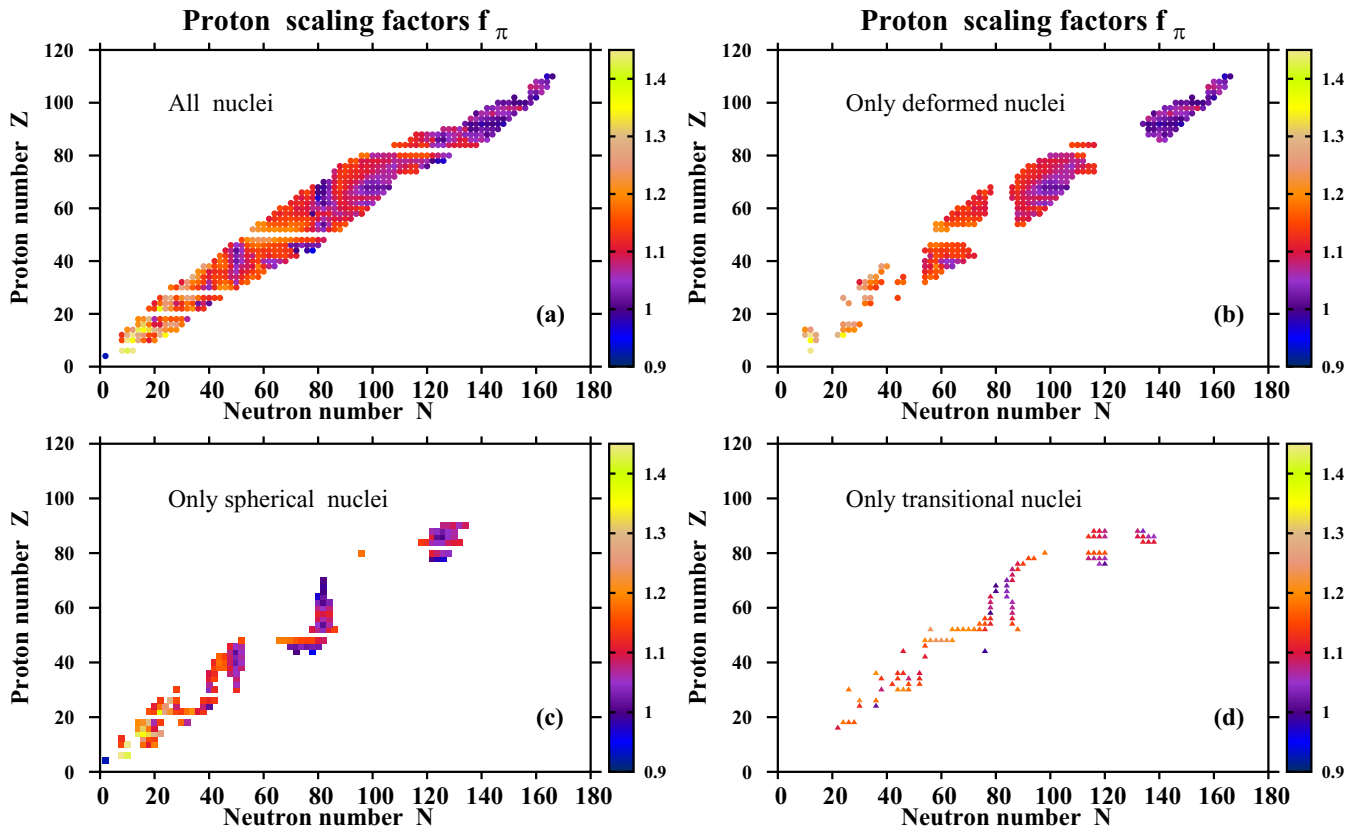 Proton scaling factors f π
120
100
80
60
40
20
0
Proton number Z
All nuclei
(a)
0 20 40 60 80 100 120 140 160 180
Neutron number N
1.4
1.3
1.2
1.1
1
0.9
Proton scaling factors f π
120
100
80
60
40
20
0
Proton number Z
Only deformed nuclei
(b)
0 20 40 60 80 100 120 140 160 180
Neutron number N
1.4
1.3
1.2
1.1
1
0.9
120
100
80
60
40
20
0
Proton number Z
Only spherical nuclei
(c)
0 20 40 60 80 100 120 140 160 180
Neutron number N
1.4
1.3
1.2
1.1
1
0.9
120
100
80
60
40
20
0
Proton number Z
Only transitional nuclei
(d)
0 20 40 60 80 100 120 140 160 180
Neutron number N
1.4
1.3
1.2
1.1
1
0.9